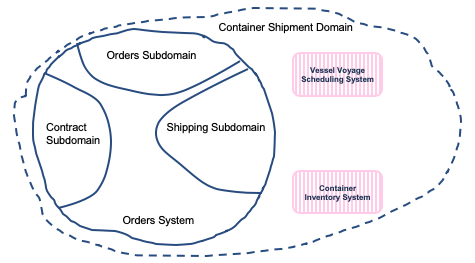 Container Shipment Domain
Orders Subdomain
Vessel Voyage
Scheduling System
Contract
Subdomain
Shipping Subdomain
Container
Inventory System
Orders System